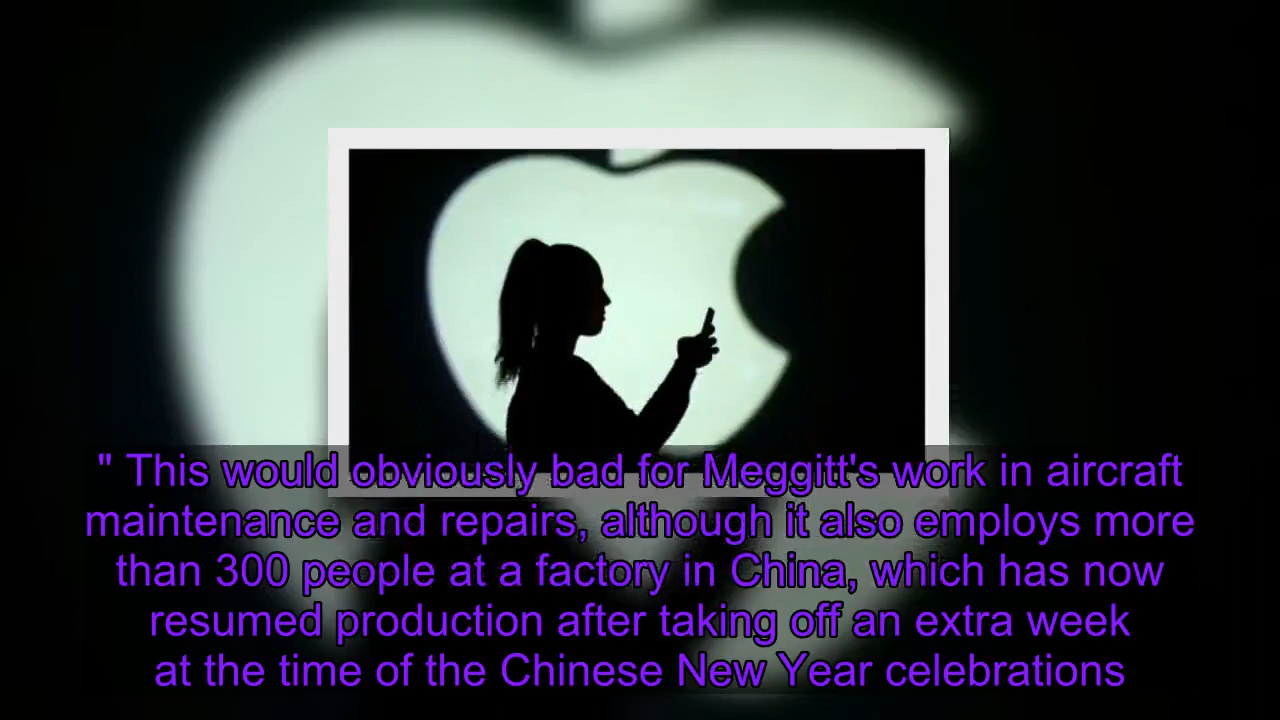 " This would obviously bad for Meggitt's work in aircraft
maintenance and repairs, although it also employs more
than 300 people at a factory in China, which has now
resumed production after taking off an extra week
at the time of the Chinese New Year celebrations